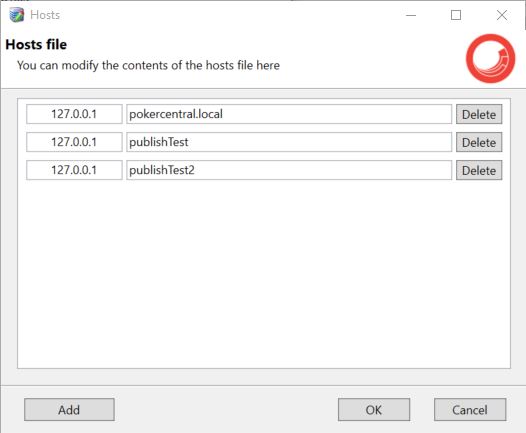 Hosts
Hosts file
You can modify the contents of the hosts file here
127.0.0.1 pokercentral.local Delete
127.0.0.1 publishTest Delete
127.0.0.1 publishTest2 Delete
Add OK Cancel